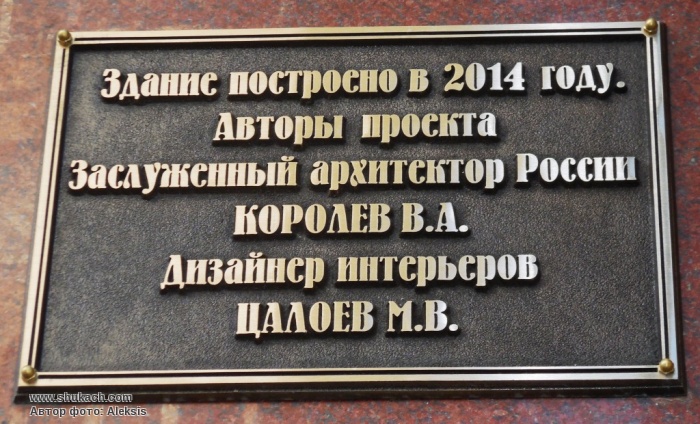 Здание построено в 2014 году.
Авторы проекта
Заслуженный архитектор России
КОРОЛЕВ В.А.
Дизайнер интерьеров
ЦАЛОЕВ М.В.
www.shukach.com
Автор фото: Aleksis